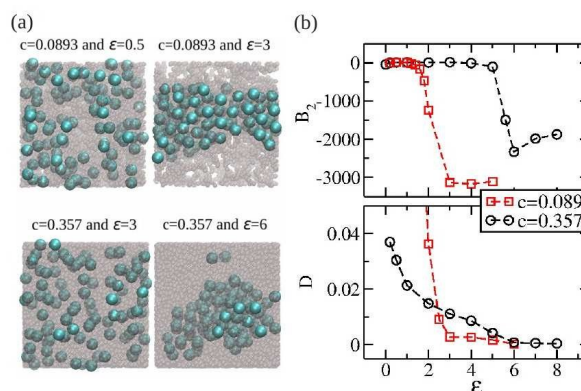 (a)
c=0.0893 and ε=0.5
c=0.0893 and ε=3
c=0.357 and ε=3
c=0.357 and ε=6
(b)
0
-1000
-2000
-3000
B₂
c=0.089
c=0.357
0.04
0.02
0
D
0 2 4 6 8
ε